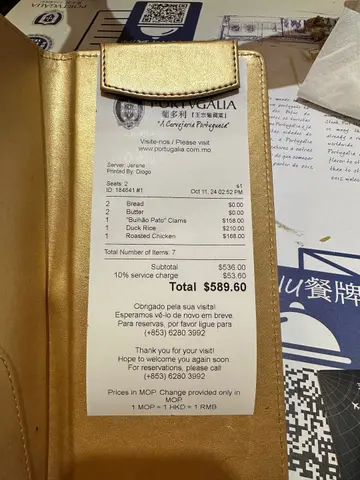 PORTVGALIA
葡多利
"A Cervejaria Portuguesa"
Visite-nos / Please visit
www.portugalia.com.mo
Server: Jershe
Printed By: Diogo
Seats: 2 s1
ID: 184641 #1 Oct 11, 24 02:52 PM
2 Bread $0.00
2 Butter $0.00
1 "Bulhão Pato" Clams $158.00
1 Duck Rice $210.00
1 Roasted Chicken $168.00
Total Number of Items: 7
Subtotal $536.00
10% service charge $53.60
Total $589.60
Obrigado pela sua visita!
Esperamos vê-lo de novo em breve.
Para reservas, por favor ligue para
(+853) 6280 3992
Thank you for your visit!
Hope to welcome you again soon
For reservations, please call
(+853) 6280 3992
Prices in MOP. Change provided only in
MOP.
1 MOP = 1 HKD = 1 RMB
餐牌